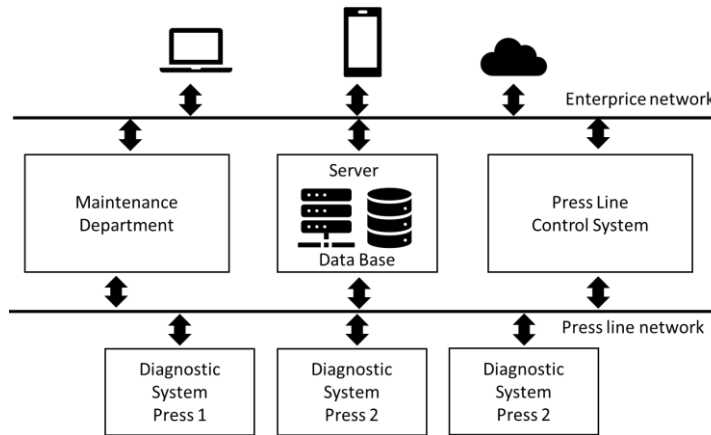 Enterprice network
Maintenance
Department
Server
Data Base
Press Line
Control System
Press line network
Diagnostic
System
Press 1
Diagnostic
System
Press 2
Diagnostic
System
Press 2